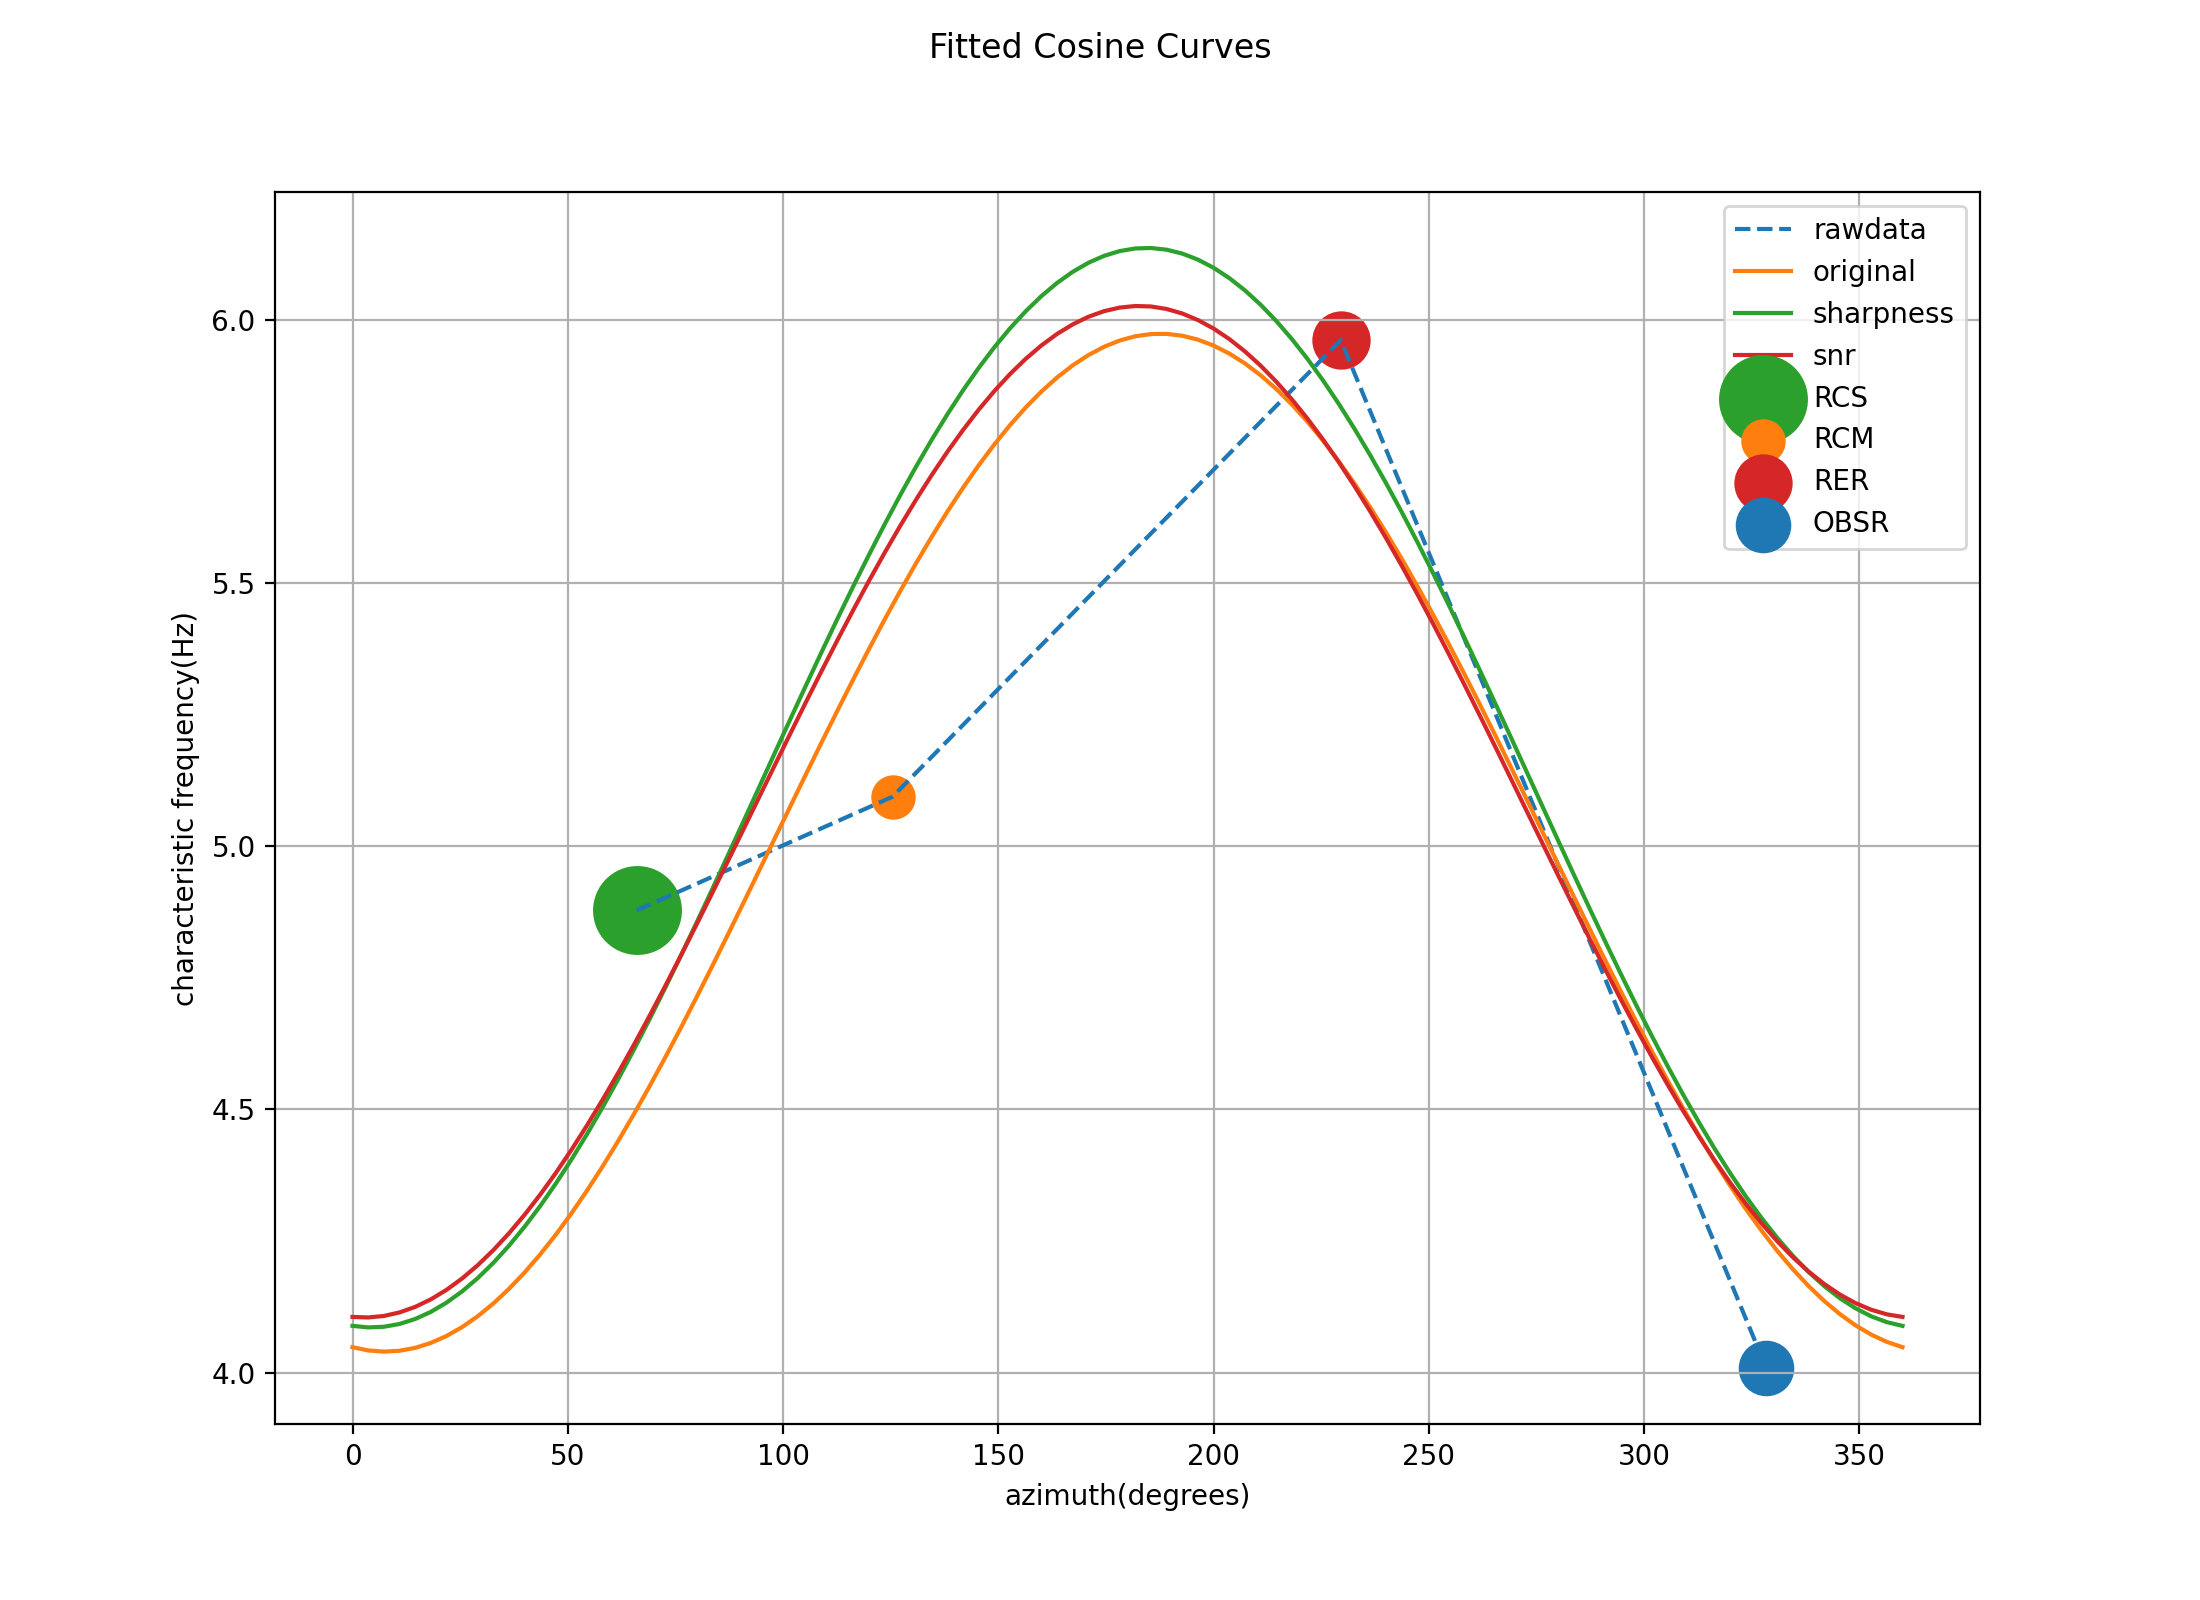 Fitted Cosine Curves
rawdata
original
sharpness
snr
RCS
RCM
RER
OBSR
6.0
5.5
5.0
4.5
4.0
characteristic frequency(Hz)
0 50 100 150 200 250 300 350
azimuth(degrees)